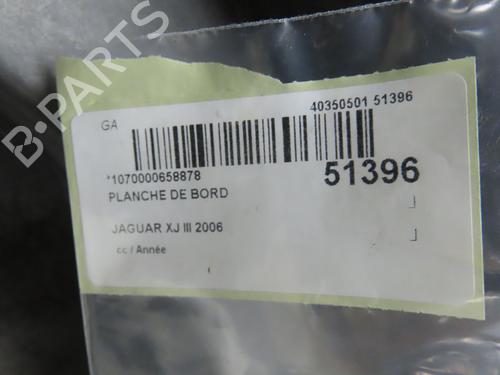 B-PARTS
GA
40350501 51396
*1070000658878
51396
PLANCHE DE BORD
JAGUAR XJ III 2006
cc / Année